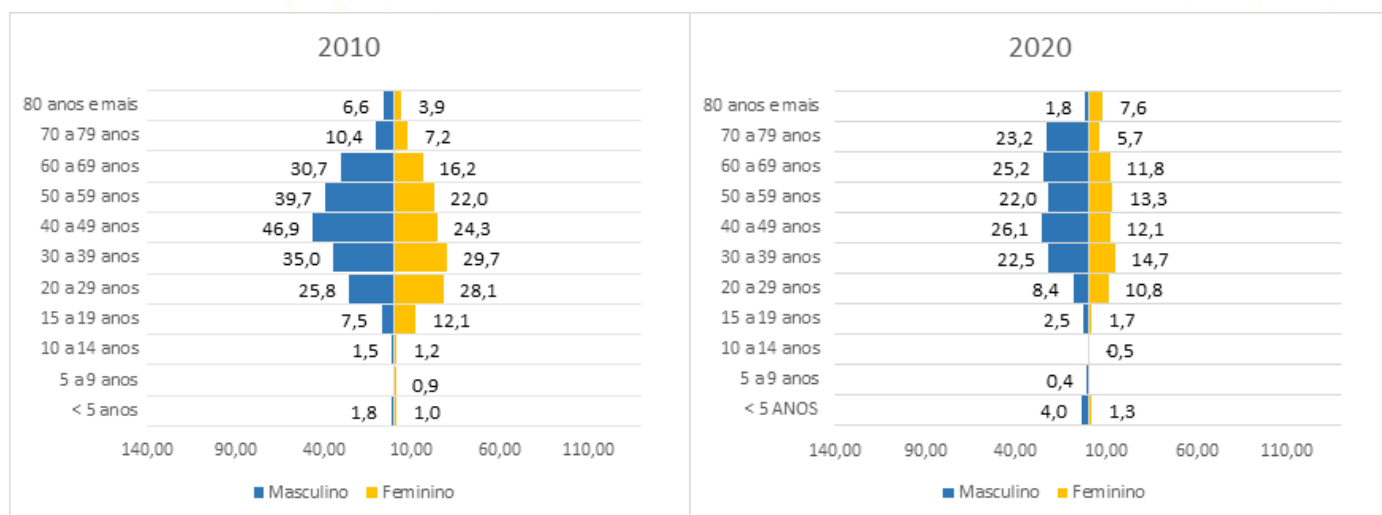 2010
80 anos e mais 6,6 3,9
70 a 79 anos 10,4 7,2
60 a 69 anos 30,7 16,2
50 a 59 anos 39,7 22,0
40 a 49 anos 46,9 24,3
30 a 39 anos 35,0 29,7
20 a 29 anos 25,8 28,1
15 a 19 anos 7,5 12,1
10 a 14 anos 1,5 1,2
5 a 9 anos 0,9
< 5 anos 1,8 1,0
140,00 90,00 40,00 10,00 60,00 110,00
Masculino Feminino
2020
80 anos e mais 1,8 7,6
70 a 79 anos 23,2 5,7
60 a 69 anos 25,2 11,8
50 a 59 anos 22,0 13,3
40 a 49 anos 26,1 12,1
30 a 39 anos 22,5 14,7
20 a 29 anos 8,4 10,8
15 a 19 anos 2,5 1,7
10 a 14 anos -0,5
5 a 9 anos 0,4
< 5 ANOS 4,0 1,3
140,00 90,00 40,00 10,00 60,00 110,00
Masculino Feminino